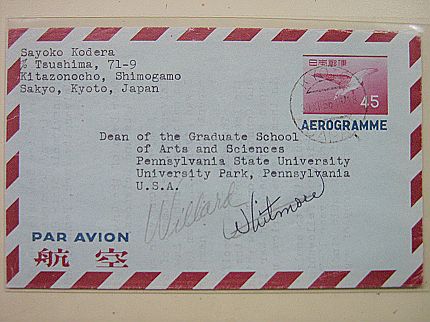 Sayoko Kodera
℅ Tsushima, 71-9
Kitazonocho, Shimogamo
Sakyo, Kyoto, Japan
日本郵便
45
AEROGRAMME
Dean of the Graduate School
of Arts and Sciences
Pennsylvania State University
University Park, Pennsylvania
U.S.A.
Willard
Whitmore
PAR AVION
航空